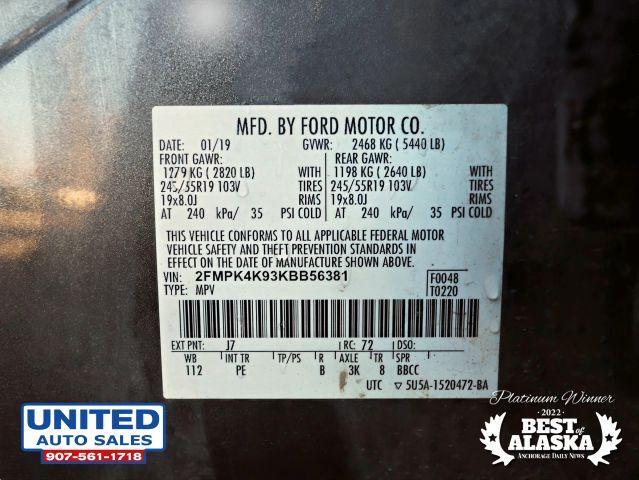 MFD. BY FORD MOTOR CO.
DATE: 01/19 GVWR: 2468 KG ( 5440 LB)
FRONT GAWR: REAR GAWR:
1279 KG ( 2820 LB) WITH 1198 KG ( 2640 LB) WITH
245/55R19 103V TIRES 245/55R19 103V TIRES
19x8.0J RIMS 19x8.0J RIMS
AT 240 kPa/ 35 PSI COLD AT 240 kPa/ 35 PSI COLD
THIS VEHICLE CONFORMS TO ALL APPLICABLE FEDERAL MOTOR
VEHICLE SAFETY AND THEFT PREVENTION STANDARDS IN
EFFECT ON THE DATE OF MANUFACTURE SHOWN ABOVE.
VIN: 2FMPK4K93KBB56381 F0048
TYPE: MPV T0220
EXT PNT: J7 RC: 72 DSO:
WB INT TR TP/PS R AXLE TR SPR
112 PE B 3K 8 BBCC
UTC ▽ 5U5A-1520472-BA
UNITED
AUTO SALES
907-561-1718
Platinum Winner
-2022-
BEST of
ALASKA
ANCHORAGE DAILY NEWS